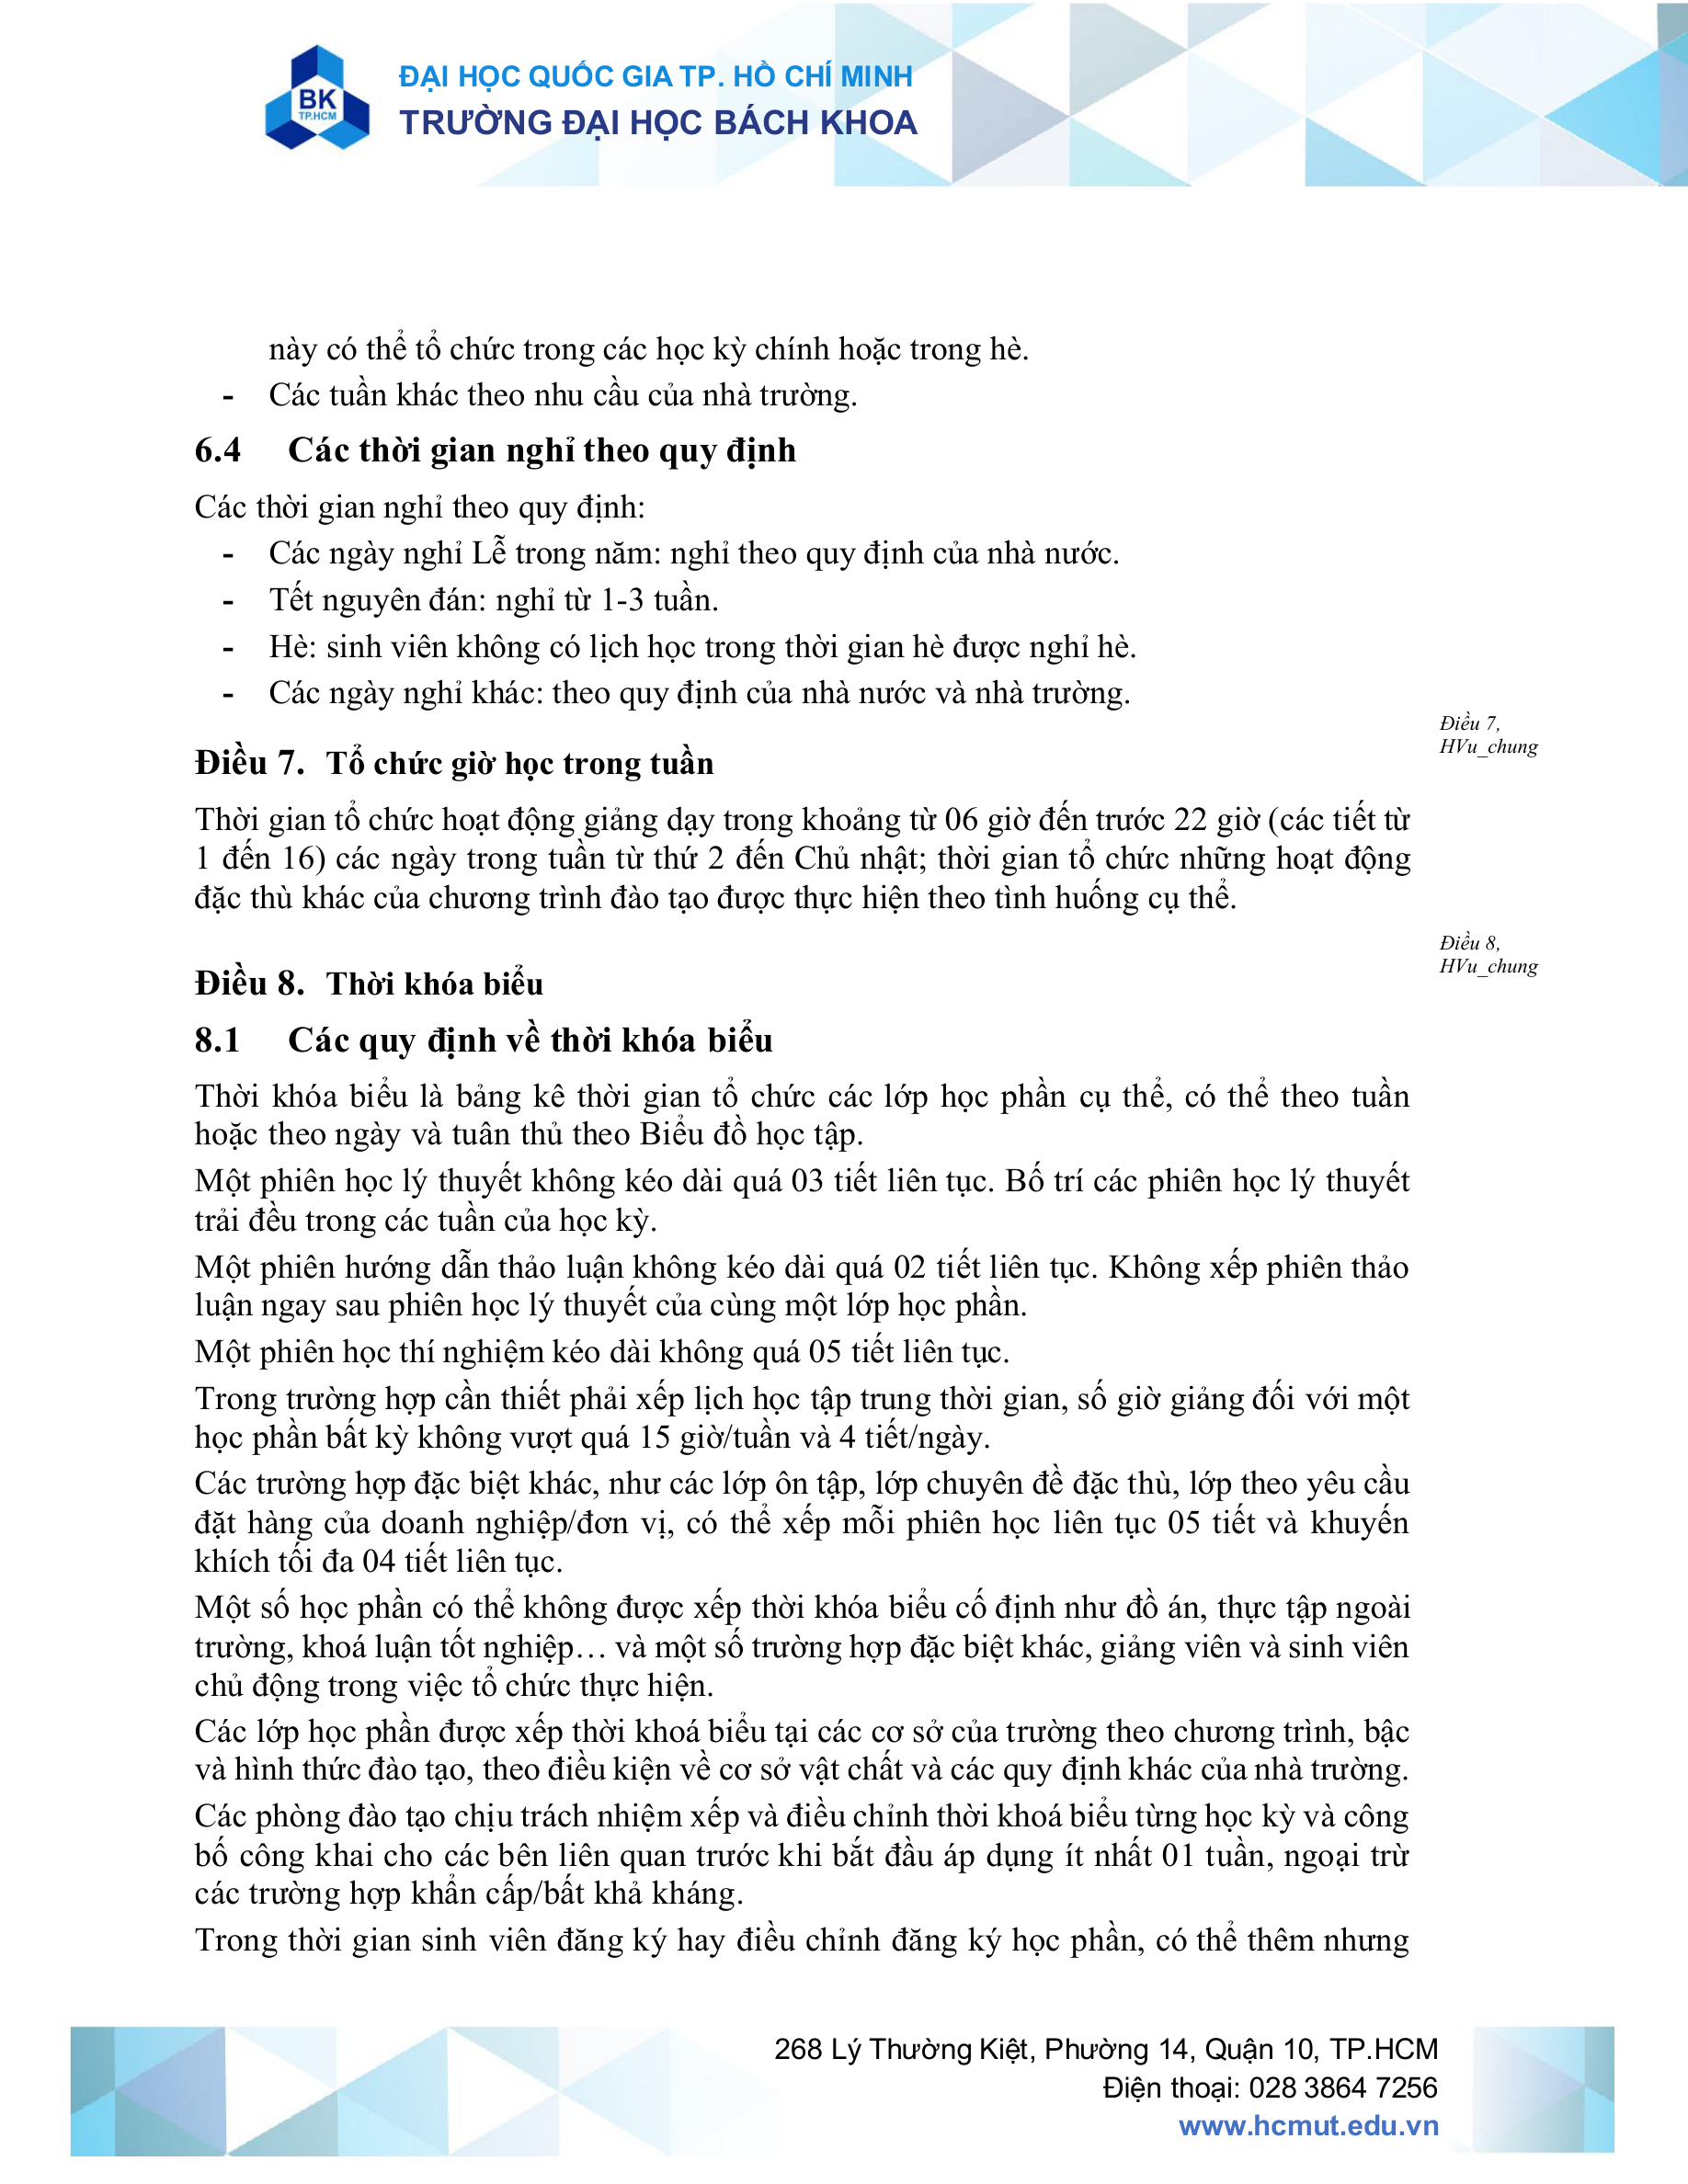 BK
TP.HCM
ĐẠI HỌC QUỐC GIA TP. HỒ CHÍ MINH
TRƯỜNG ĐẠI HỌC BÁCH KHOA
này có thể tổ chức trong các học kỳ chính hoặc trong hè.
- Các tuần khác theo nhu cầu của nhà trường.
6.4 Các thời gian nghỉ theo quy định
Các thời gian nghỉ theo quy định:
- Các ngày nghỉ Lễ trong năm: nghỉ theo quy định của nhà nước.
- Tết nguyên đán: nghỉ từ 1-3 tuần.
- Hè: sinh viên không có lịch học trong thời gian hè được nghỉ hè.
- Các ngày nghỉ khác: theo quy định của nhà nước và nhà trường.
Điều 7,
HVu_chung
Điều 7. Tổ chức giờ học trong tuần
Thời gian tổ chức hoạt động giảng dạy trong khoảng từ 06 giờ đến trước 22 giờ (các tiết từ
1 đến 16) các ngày trong tuần từ thứ 2 đến Chủ nhật; thời gian tổ chức những hoạt động
đặc thù khác của chương trình đào tạo được thực hiện theo tình huống cụ thể.
Điều 8,
HVu_chung
Điều 8. Thời khóa biểu
8.1 Các quy định về thời khóa biểu
Thời khóa biểu là bảng kê thời gian tổ chức các lớp học phần cụ thể, có thể theo tuần
hoặc theo ngày và tuân thủ theo Biểu đồ học tập.
Một phiên học lý thuyết không kéo dài quá 03 tiết liên tục. Bố trí các phiên học lý thuyết
trải đều trong các tuần của học kỳ.
Một phiên hướng dẫn thảo luận không kéo dài quá 02 tiết liên tục. Không xếp phiên thảo
luận ngay sau phiên học lý thuyết của cùng một lớp học phần.
Một phiên học thí nghiệm kéo dài không quá 05 tiết liên tục.
Trong trường hợp cần thiết phải xếp lịch học tập trung thời gian, số giờ giảng đối với một
học phần bất kỳ không vượt quá 15 giờ/tuần và 4 tiết/ngày.
Các trường hợp đặc biệt khác, như các lớp ôn tập, lớp chuyên đề đặc thù, lớp theo yêu cầu
đặt hàng của doanh nghiệp/đơn vị, có thể xếp mỗi phiên học liên tục 05 tiết và khuyến
khích tối đa 04 tiết liên tục.
Một số học phần có thể không được xếp thời khóa biểu cố định như đồ án, thực tập ngoài
trường, khoá luận tốt nghiệp… và một số trường hợp đặc biệt khác, giảng viên và sinh viên
chủ động trong việc tổ chức thực hiện.
Các lớp học phần được xếp thời khoá biểu tại các cơ sở của trường theo chương trình, bậc
và hình thức đào tạo, theo điều kiện về cơ sở vật chất và các quy định khác của nhà trường.
Các phòng đào tạo chịu trách nhiệm xếp và điều chỉnh thời khoá biểu từng học kỳ và công
bố công khai cho các bên liên quan trước khi bắt đầu áp dụng ít nhất 01 tuần, ngoại trừ
các trường hợp khẩn cấp/bất khả kháng.
Trong thời gian sinh viên đăng ký hay điều chỉnh đăng ký học phần, có thể thêm nhưng
268 Lý Thường Kiệt, Phường 14, Quận 10, TP.HCM
Điện thoại: 028 3864 7256
www.hcmut.edu.vn